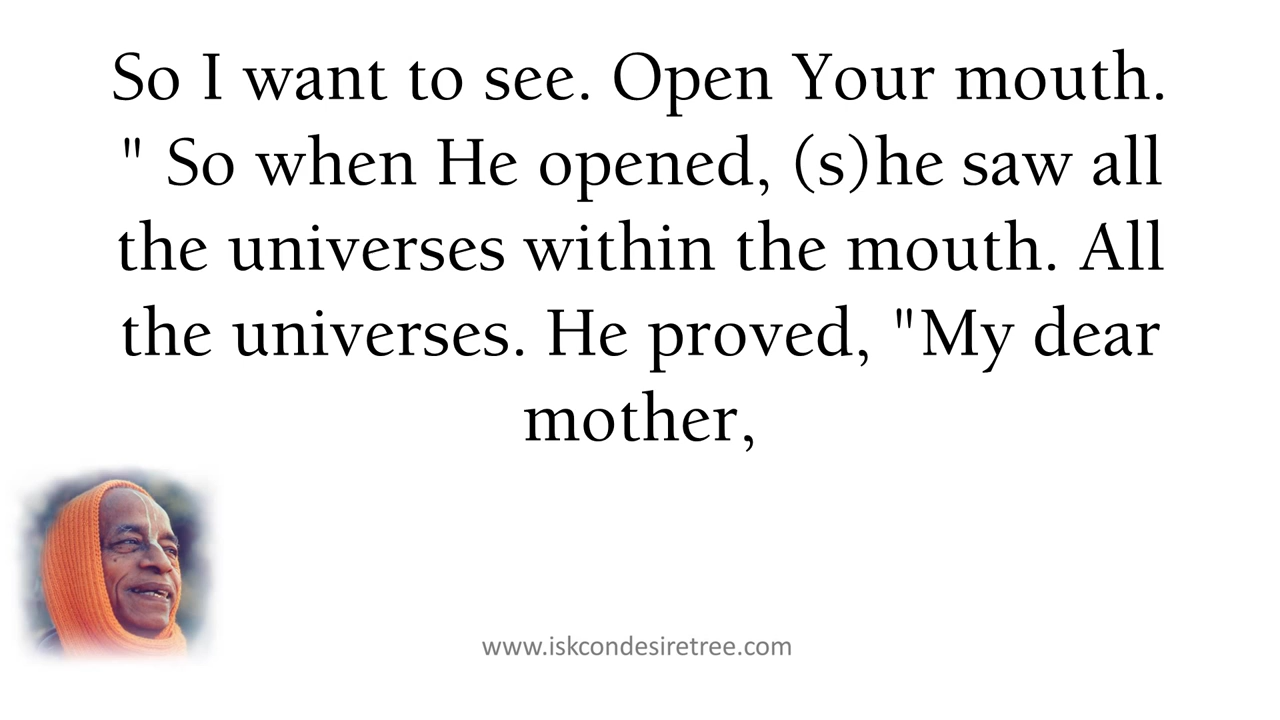 So I want to see. Open Your mouth.
" So when He opened, (s)he saw all
the universes within the mouth. All
the universes. He proved, "My dear
mother,
www.iskcondesiretree.com